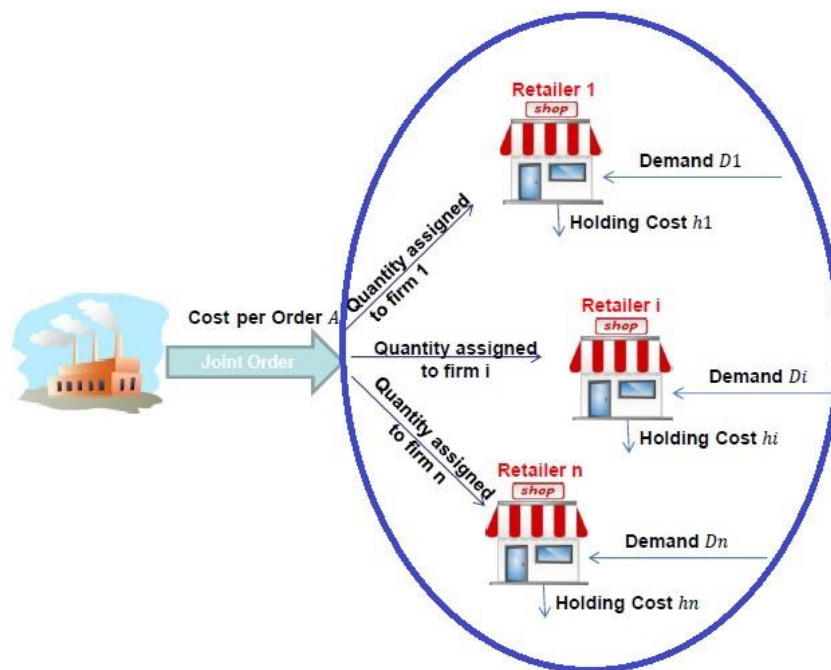 Retailer 1
shop
Demand D1
Holding Cost h1
Quantity assigned
to firm 1
Cost per Order A
Joint Order
Retailer i
shop
Quantity assigned
to firm i
Demand Di
Holding Cost hi
Quantity assigned
to firm n
Retailer n
shop
Demand Dn
Holding Cost hn